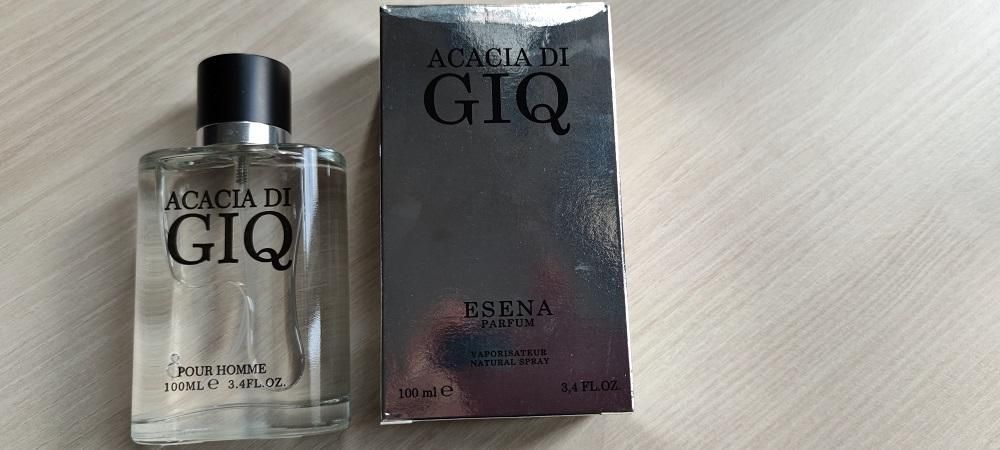 ACACIA DI
GIQ
POUR HOMME
100ML ℮ 3.4FL.OZ.
ACACIA DI
GIQ
ESENA
PARFUM
VAPORISATEUR
NATURAL SPRAY
100 ml ℮ 3,4 FL.OZ.